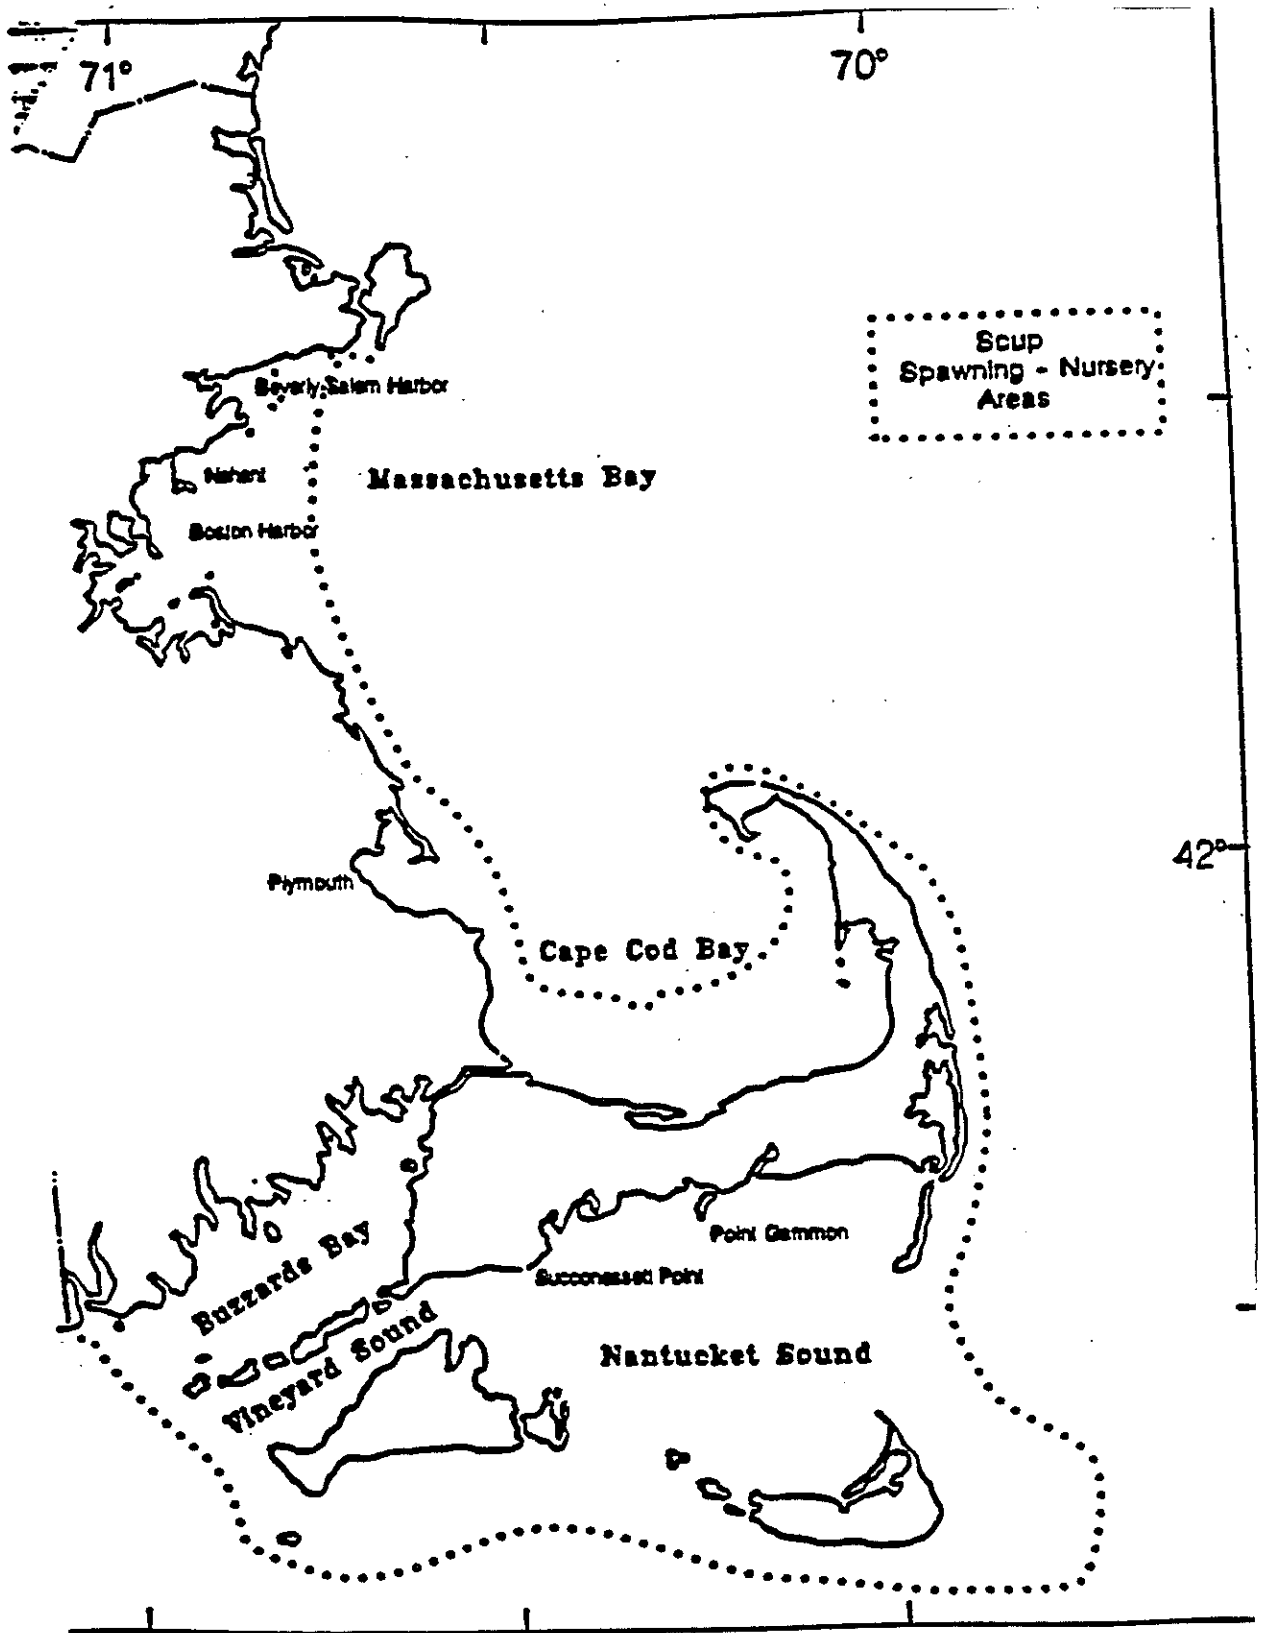 71°
70°
Scup
Spawning - Nursery
Areas
Beverly-Salem Harbor
Nahant
Massachusetts Bay
Boston Harbor
42°
Plymouth
Cape Cod Bay
Point Gammon
Succonessett Point
Buzzards Bay
Vineyard Sound
Nantucket Sound